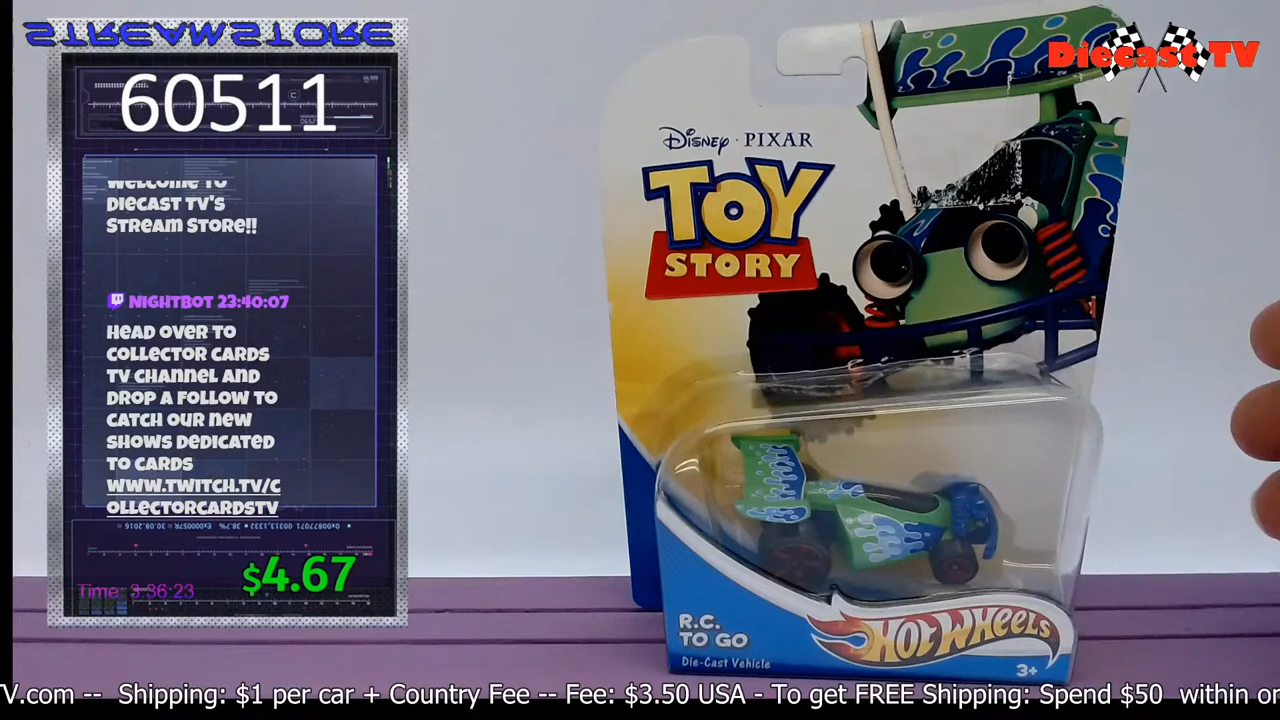 STREAM STORE
60511
WELCOME TO
DIECAST TV'S
STREAM STORE!!
NIGHTBOT 23:40:07
HEAD OVER TO
COLLECTOR CARDS
TV CHANNEL AND
DROP A FOLLOW TO
CATCH OUR NEW
SHOWS DEDICATED
TO CARDS
WWW.TWITCH.TV/C
OLLECTORCARDSTV
Time: 3:36:23
$4.67
Diecast TV
Disney · PIXAR
TOY
STORY
R.C.
TO GO
Die-Cast Vehicle
HOT WHEELS
3+
TV.com -- Shipping: $1 per car + Country Fee -- Fee: $3.50 USA - To get FREE Shipping: Spend $50 within